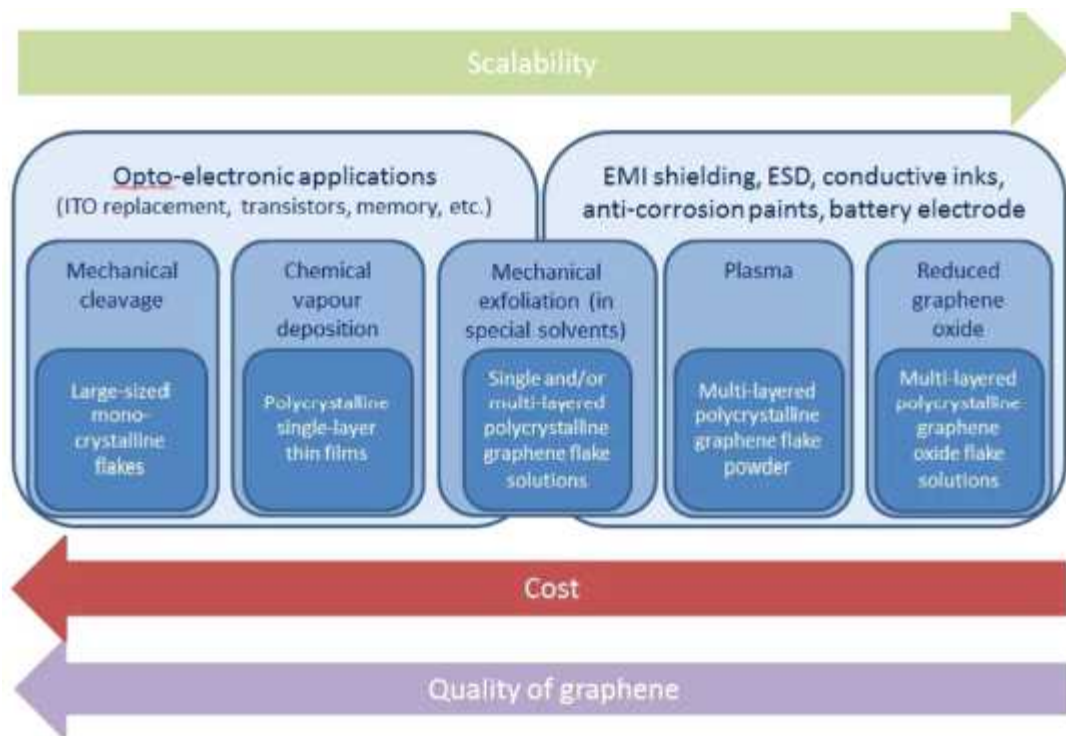 Scalability
Opto-electronic applications
(ITO replacement, transistors, memory, etc.)
EMI shielding, ESD, conductive inks,
anti-corrosion paints, battery electrode
Mechanical
cleavage
Large-sized
mono-
crystalline
flakes
Chemical
vapour
deposition
Polycrystalline
single-layer
thin films
Mechanical
exfoliation (in
special solvents)
Single and/or
multi-layered
polycrystalline
graphene flake
solutions
Plasma
Multi-layered
polycrystalline
graphene flake
powder
Reduced
graphene
oxide
Multi-layered
polycrystalline
graphene
oxide flake
solutions
Cost
Quality of graphene